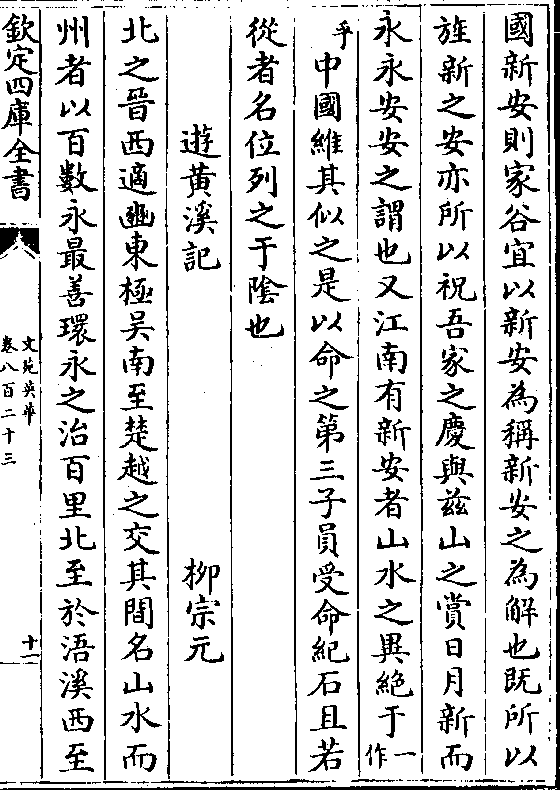 國新安則家谷宜以新安為稱新安之為解也既所以
旌新之安亦所以祝吾家之慶與兹山之賞日月新而
永永安安之謂也又江南有新安者山水之異絶于一作
乎中國維其似之是以命之第三子員受命紀石且若
從者名位列之于陰也
遊黄溪記 柳宗元
北之晉西適豳東極吴南至楚越之交其間名山水而
州者以百數永最善環永之治百里北至於浯溪西至
欽定四庫全書
文苑英華
卷八百二十三
十一